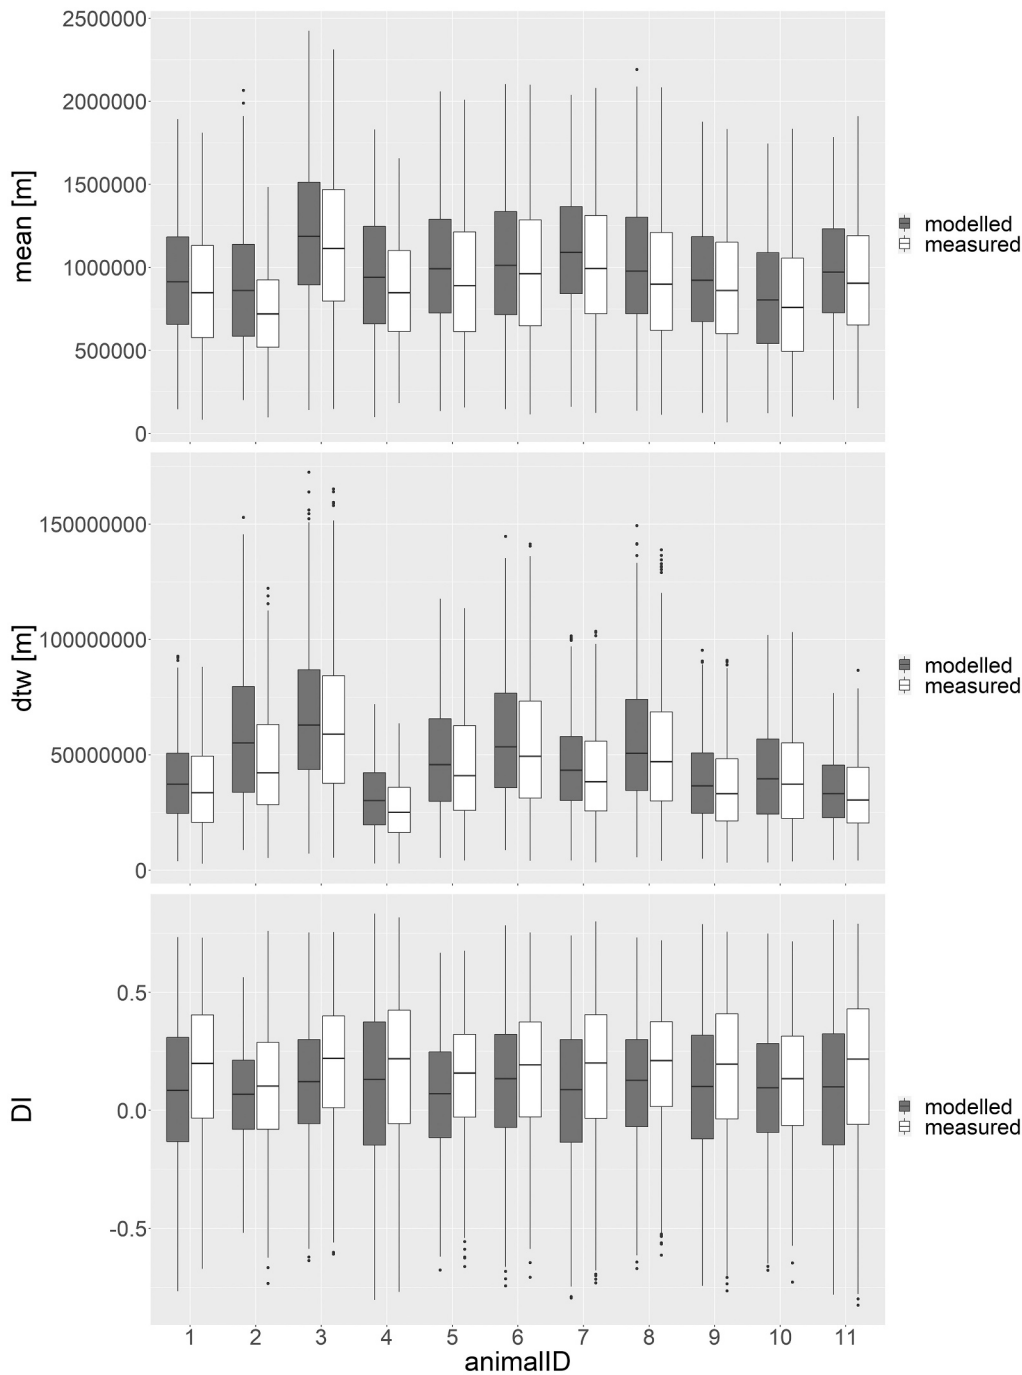 2500000
2000000
1500000
1000000
500000
0
mean [m]
modelled
measured
150000000
100000000
50000000
0
dtw [m]
modelled
measured
0.5
0.0
-0.5
DI
modelled
measured
1 2 3 4 5 6 7 8 9 10 11
animalID